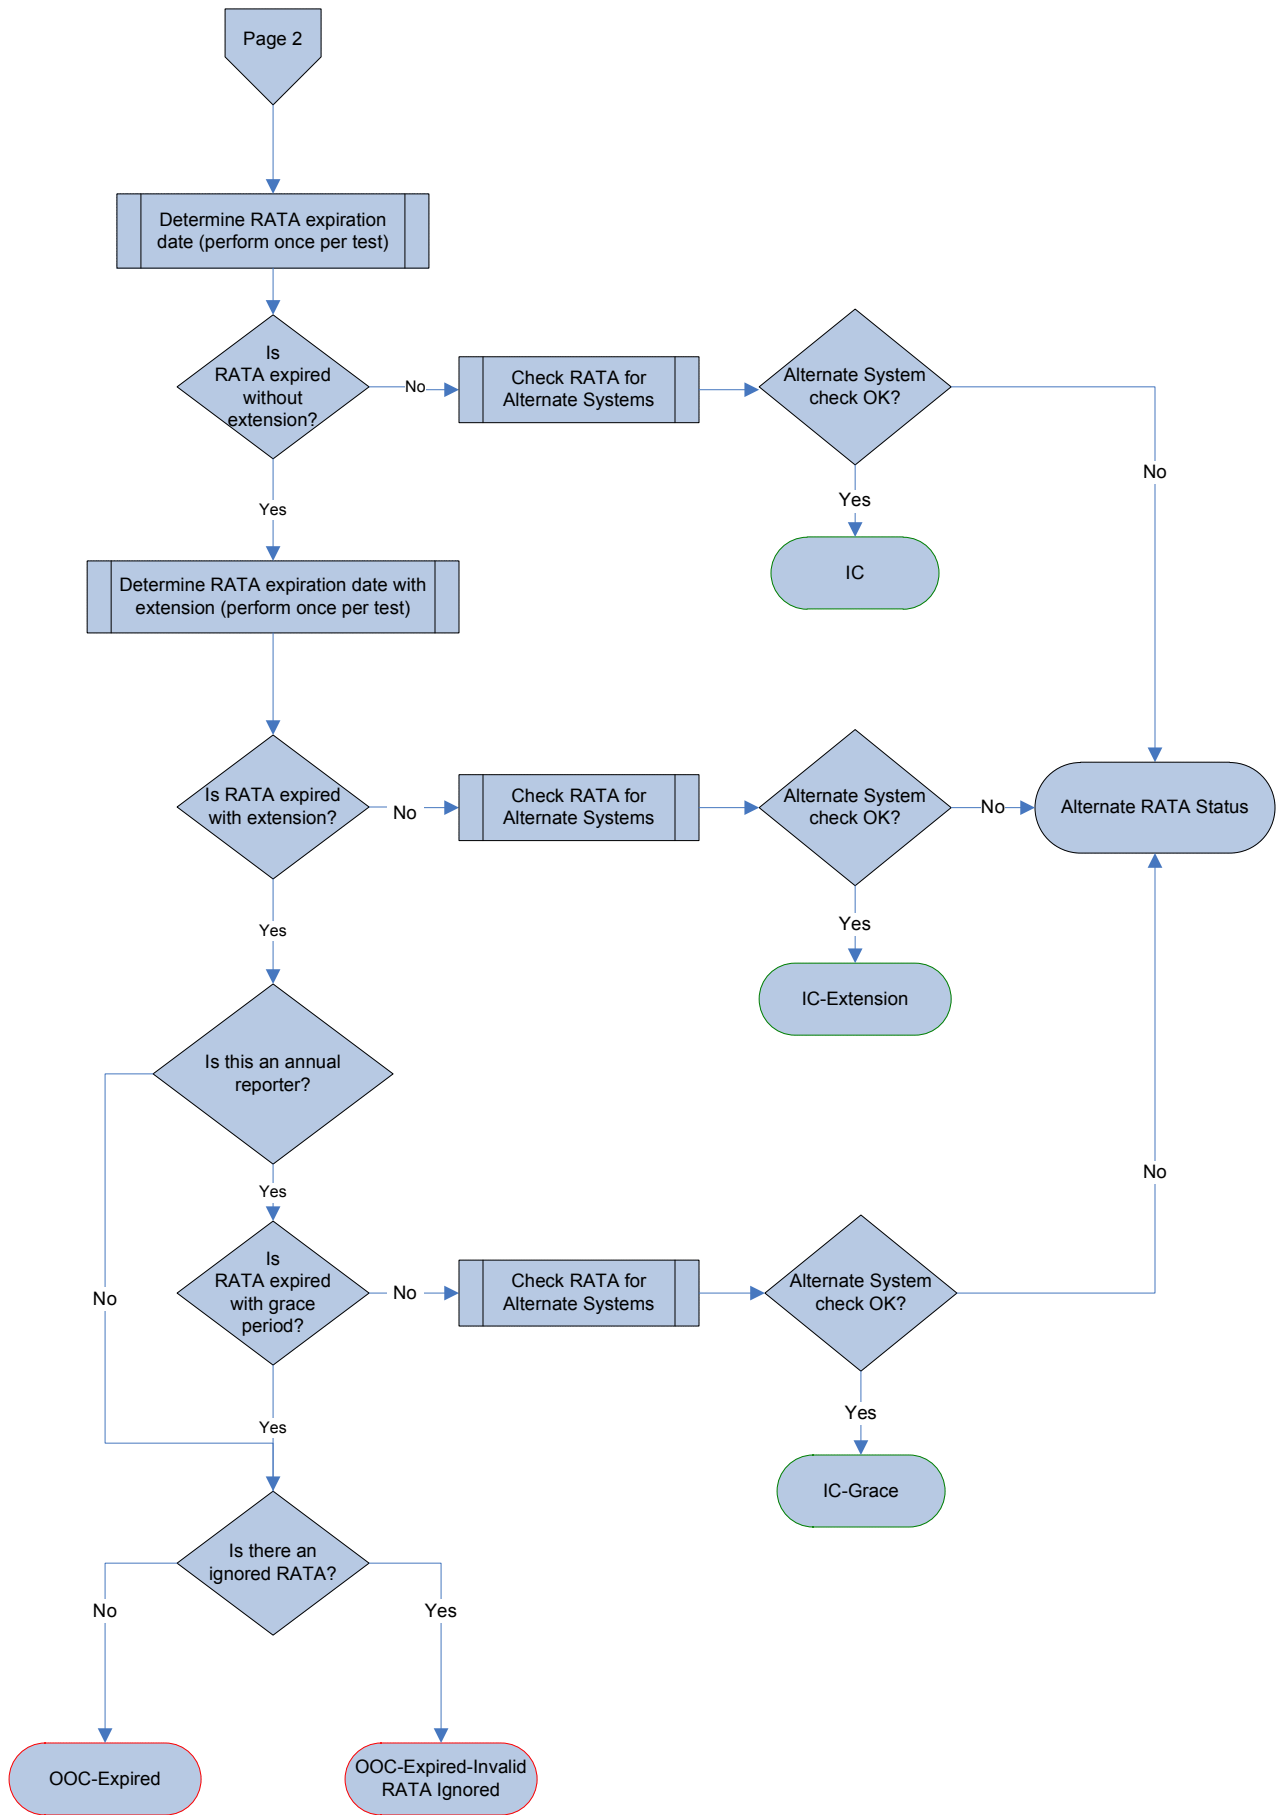 Page 2
Determine RATA expiration
date (perform once per test)
Is
RATA expired
without
extension?
No
Check RATA for
Alternate Systems
Alternate System
check OK?
No
Yes
Yes
IC
Determine RATA expiration date with
extension (perform once per test)
Is RATA expired
with extension?
No
Check RATA for
Alternate Systems
Alternate System
check OK?
No
Alternate RATA Status
Yes
Yes
IC-Extension
Is this an annual
reporter?
No
Yes
Is
RATA expired
with grace
period?
No
Check RATA for
Alternate Systems
Alternate System
check OK?
No
Yes
Yes
IC-Grace
Is there an
ignored RATA?
No
Yes
OOC-Expired
OOC-Expired-Invalid
RATA Ignored